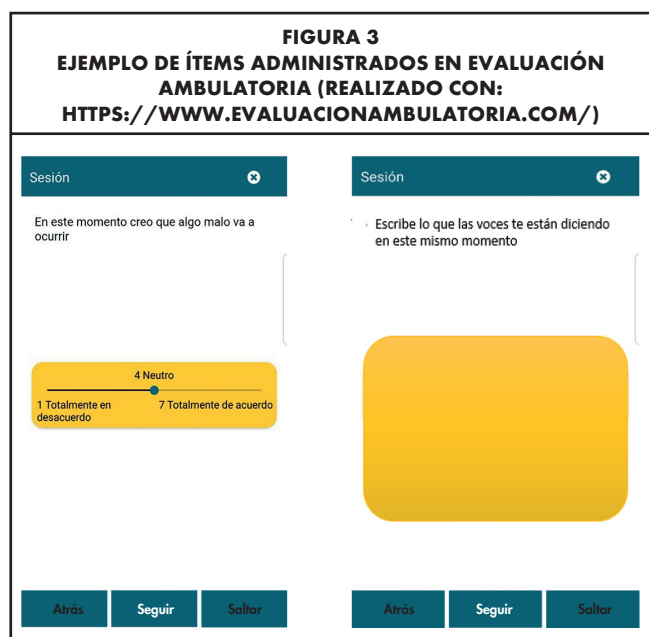 FIGURA 3
EJEMPLO DE ÍTEMS ADMINISTRADOS EN EVALUACIÓN
AMBULATORIA (REALIZADO CON:
HTTPS://WWW.EVALUACIONAMBULATORIA.COM/)
Sesión
En este momento creo que algo malo va a
ocurrir
4 Neutro
1 Totalmente en
desacuerdo
7 Totalmente de acuerdo
Atrás
Seguir
Saltar
Sesión
Escribe lo que las voces te están diciendo
en este mismo momento
Atrás
Seguir
Saltar